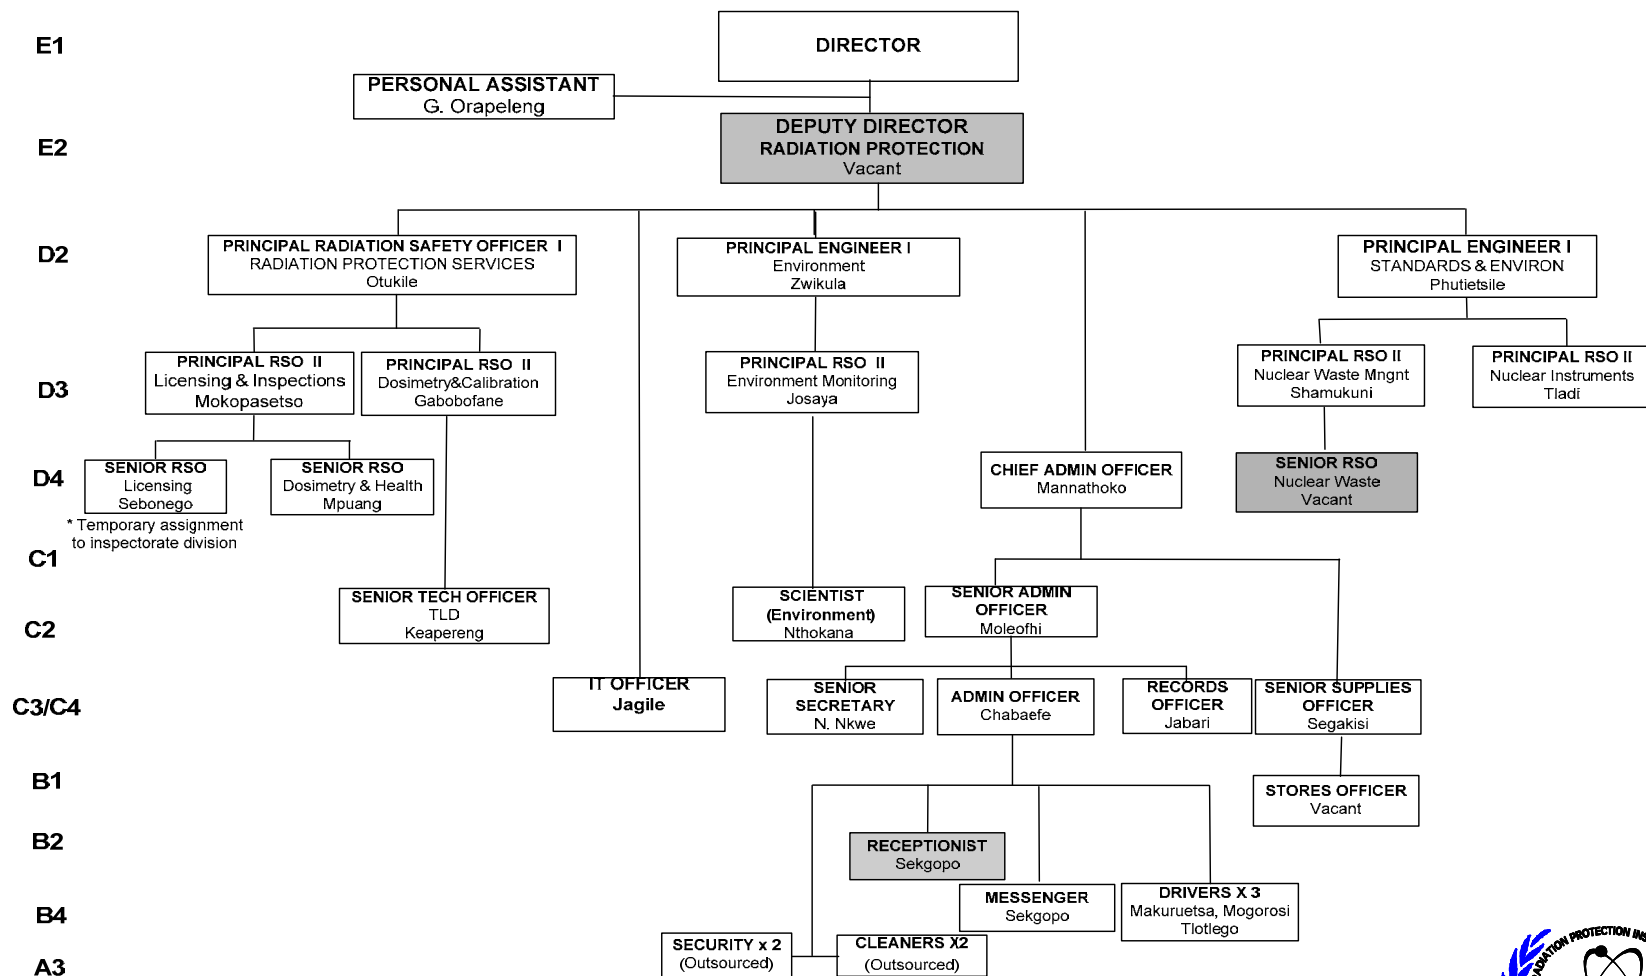 E1
DIRECTOR
PERSONAL ASSISTANT
G. Orapeleng
E2
DEPUTY DIRECTOR
RADIATION PROTECTION
Vacant
D2
PRINCIPAL RADIATION SAFETY OFFICER I
RADIATION PROTECTION SERVICES
Otukile
PRINCIPAL ENGINEER I
Environment
Zwikula
PRINCIPAL ENGINEER I
STANDARDS & ENVIRON
Phutietsile
D3
PRINCIPAL RSO II
Licensing & Inspections
Mokopasetso
PRINCIPAL RSO II
Dosimetry&Calibration
Gabobofane
PRINCIPAL RSO II
Environment Monitoring
Josaya
PRINCIPAL RSO II
Nuclear Waste Mngnt
Shamukuni
PRINCIPAL RSO II
Nuclear Instruments
Tladi
D4
SENIOR RSO
Licensing
Sebonego
* Temporary assignment
to inspectorate division
SENIOR RSO
Dosimetry & Health
Mpuang
CHIEF ADMIN OFFICER
Mannathoko
SENIOR RSO
Nuclear Waste
Vacant
C1
C2
SENIOR TECH OFFICER
TLD
Keapereng
SCIENTIST
(Environment)
Nthokana
SENIOR ADMIN
OFFICER
Moleofhi
C3/C4
IT OFFICER
Jagile
SENIOR
SECRETARY
N. Nkwe
ADMIN OFFICER
Chabaefe
RECORDS
OFFICER
Jabari
SENIOR SUPPLIES
OFFICER
Segakisi
B1
STORES OFFICER
Vacant
B2
RECEPTIONIST
Sekgopo
B4
MESSENGER
Sekgopo
DRIVERS X 3
Makuruetsa, Mogorosi
Tlotlego
A3
SECURITY x 2
(Outsourced)
CLEANERS X2
(Outsourced)
RADIATION PROTECTION INS